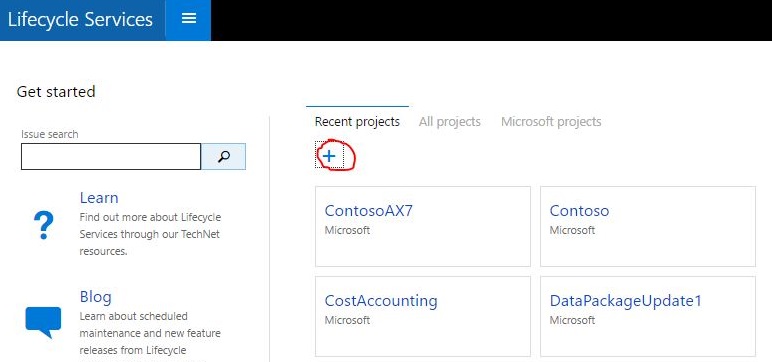 Lifecycle Services
Get started
Issue search
Learn
Find out more about Lifecycle
Services through our TechNet
resources.
Blog
Learn about scheduled
maintenance and new feature
releases from Lifecycle
Recent projects
All projects
Microsoft projects
ContosoAX7
Microsoft
Contoso
Microsoft
CostAccounting
Microsoft
DataPackageUpdate1
Microsoft